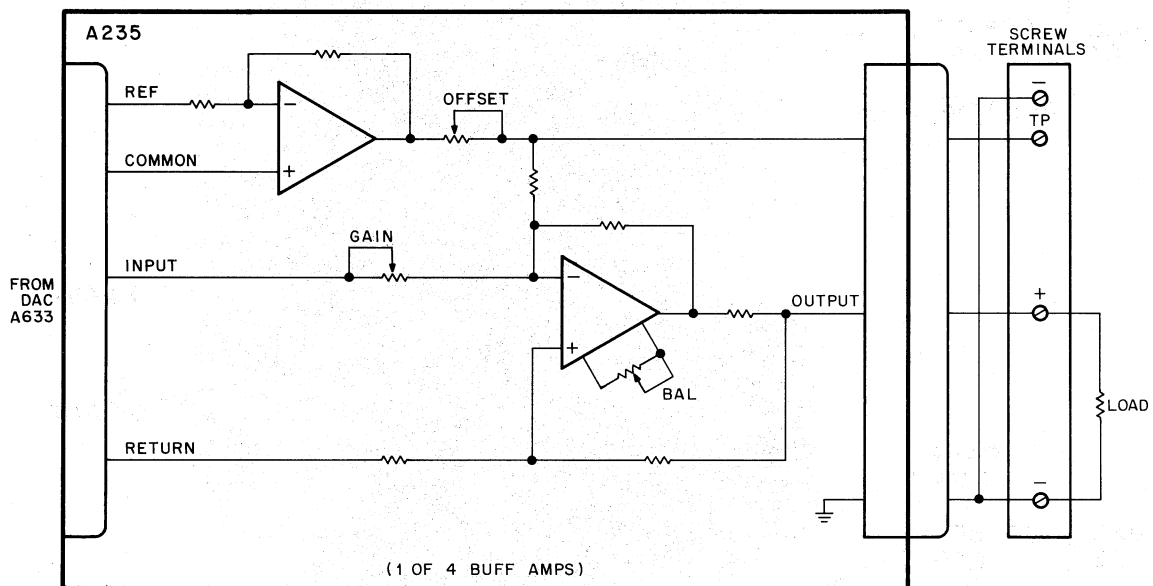 A235
SCREW
TERMINALS
REF
OFFSET
−
−
TP
COMMON
+
GAIN
INPUT
FROM
DAC
A633
−
OUTPUT
+
+
BAL
LOAD
RETURN
−
(1 OF 4 BUFF AMPS)